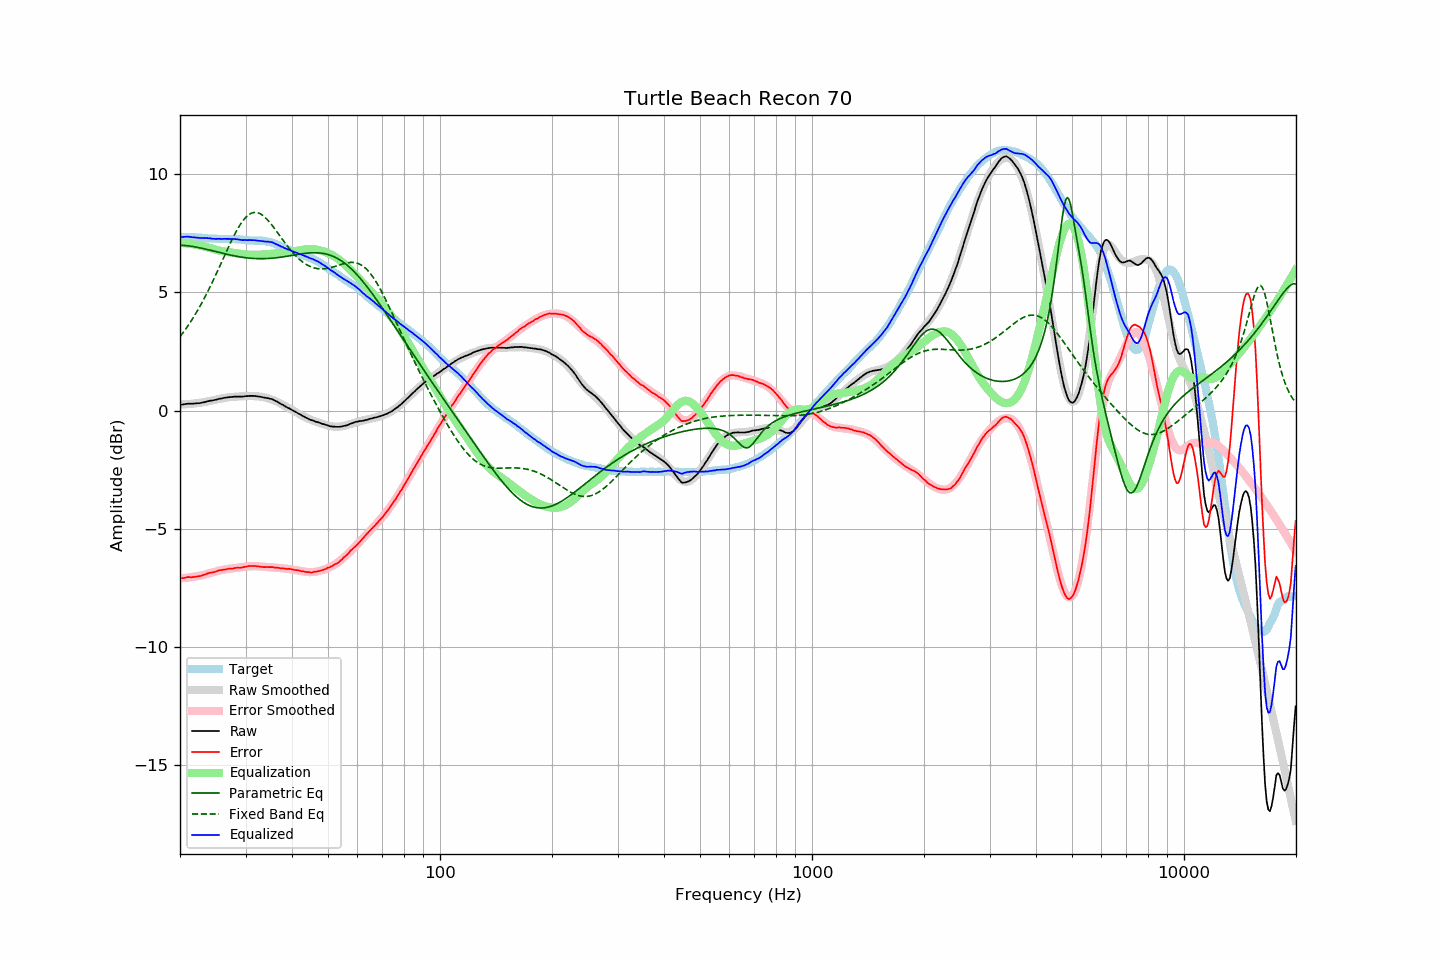 Turtle Beach Recon 70
Amplitude (dBr)
10
5
0
−5
−10
−15
Target
Raw Smoothed
Error Smoothed
Raw
Error
Equalization
Parametric Eq
Fixed Band Eq
Equalized
100
1000
10000
Frequency (Hz)